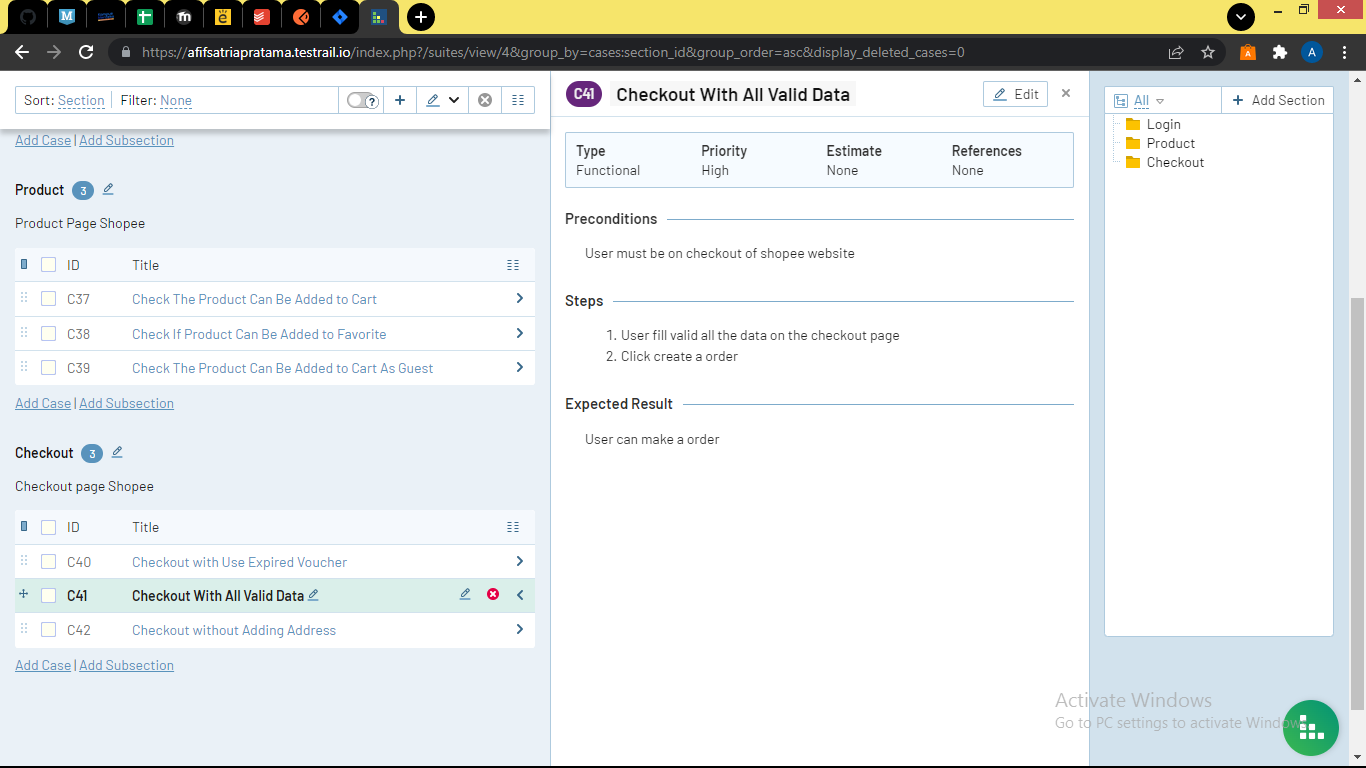 https://afifsatriapratama.testrail.io/index.php?/suites/view/4&group_by=cases:section_id&group_order=asc&display_deleted_cases=0
A
Sort: Section
Filter: None
Add Case | Add Subsection
Product 3
Product Page Shopee
ID Title
C37 Check The Product Can Be Added to Cart
C38 Check If Product Can Be Added to Favorite
C39 Check The Product Can Be Added to Cart As Guest
Add Case | Add Subsection
Checkout 3
Checkout page Shopee
ID Title
C40 Checkout with Use Expired Voucher
C41 Checkout With All Valid Data
C42 Checkout without Adding Address
Add Case | Add Subsection
C41 Checkout With All Valid Data
Edit
Type Priority Estimate References
Functional High None None
Preconditions
User must be on checkout of shopee website
Steps
1. User fill valid all the data on the checkout page
2. Click create a order
Expected Result
User can make a order
All
+ Add Section
Login
Product
Checkout
Activate Windows
Go to PC settings to activate Windows.